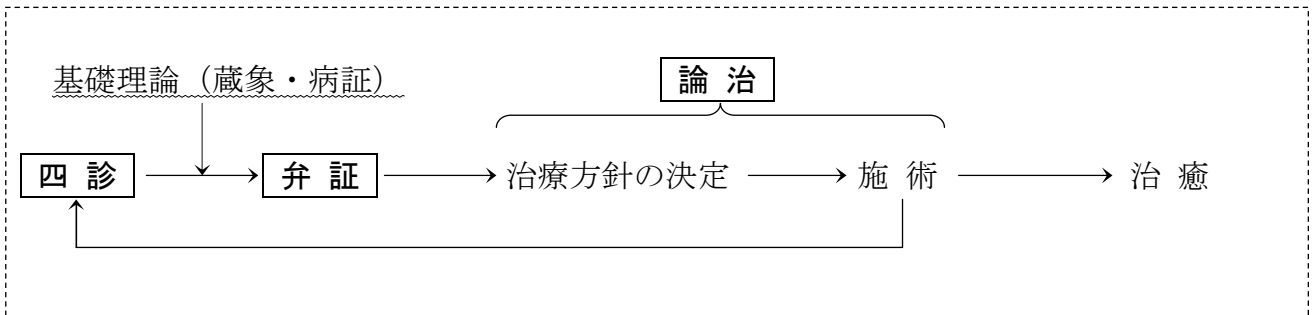 基礎理論（蔵象・病証）
論 治
四 診
弁 証
治療方針の決定
施 術
治 癒